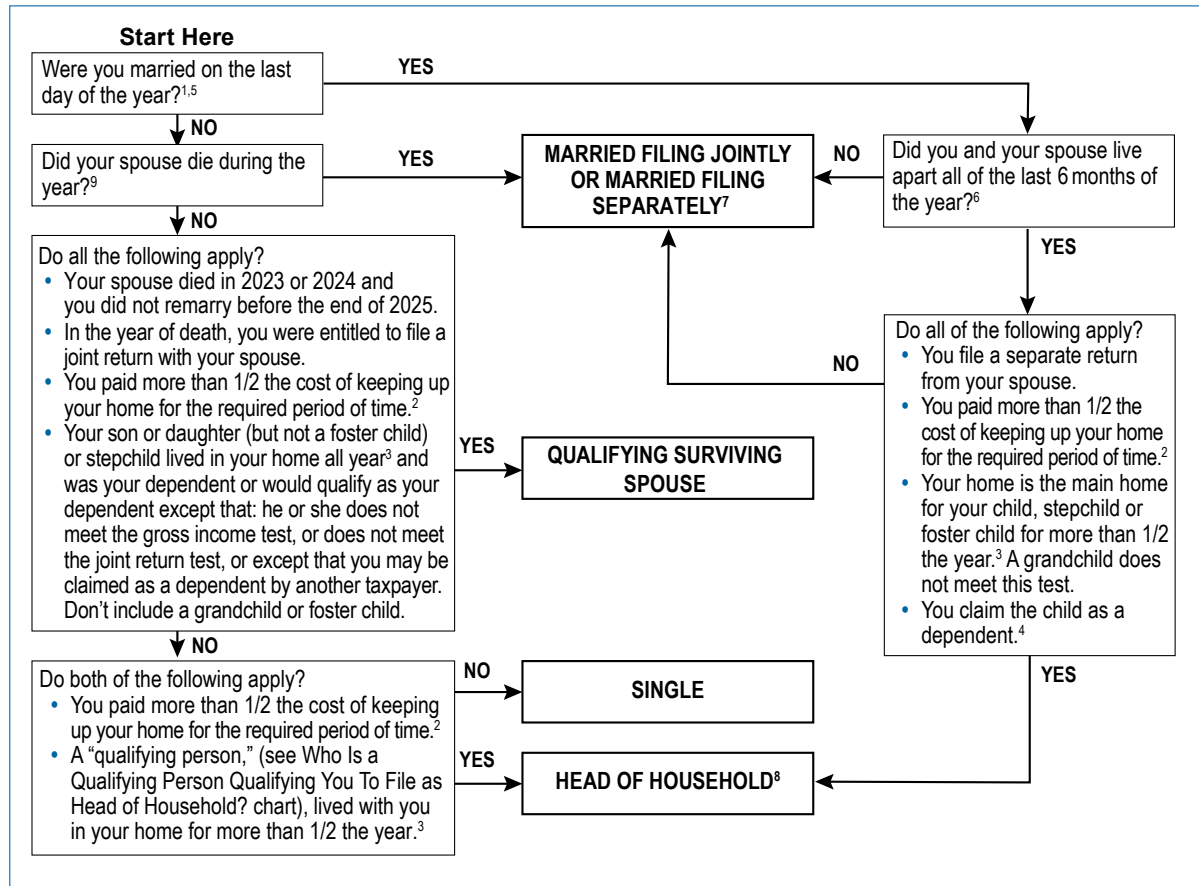 Start Here
Were you married on the last
day of the year?1,5
YES
NO
Did your spouse die during the
year?9
YES
MARRIED FILING JOINTLY
OR MARRIED FILING
SEPARATELY7
NO
Did you and your spouse live
apart all of the last 6 months of
the year?6
NO
YES
Do all the following apply?
• Your spouse died in 2023 or 2024 and
you did not remarry before the end of 2025.
• In the year of death, you were entitled to file a
joint return with your spouse.
• You paid more than 1/2 the cost of keeping up
your home for the required period of time.2
• Your son or daughter (but not a foster child)
or stepchild lived in your home all year3 and
was your dependent or would qualify as your
dependent except that: he or she does not
meet the gross income test, or does not meet
the joint return test, or except that you may be
claimed as a dependent by another taxpayer.
Don’t include a grandchild or foster child.
YES
QUALIFYING SURVIVING
SPOUSE
NO
Do all of the following apply?
• You file a separate return
from your spouse.
• You paid more than 1/2 the
cost of keeping up your home
for the required period of time.2
• Your home is the main home
for your child, stepchild or
foster child for more than 1/2
the year.3 A grandchild does
not meet this test.
• You claim the child as a
dependent.4
NO
YES
Do both of the following apply?
• You paid more than 1/2 the cost of keeping
up your home for the required period of time.2
• A “qualifying person,” (see Who Is a
Qualifying Person Qualifying You To File as
Head of Household? chart), lived with you
in your home for more than 1/2 the year.3
NO
SINGLE
YES
HEAD OF HOUSEHOLD8